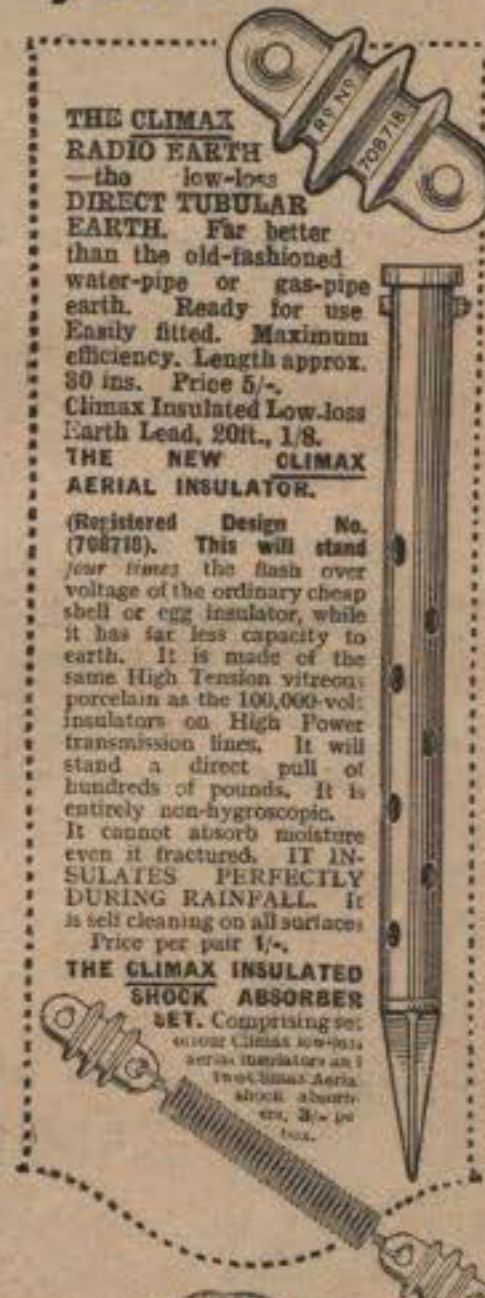 Rᴰ Nº
708718.
THE CLIMAX
RADIO EARTH
—the low-loss
DIRECT TUBULAR
EARTH. Far better
than the old-fashioned
water-pipe or gas-pipe
earth. Ready for use
Easily fitted. Maximum
efficiency. Length approx.
30 ins. Price 5/-.
Climax Insulated Low-loss
Earth Lead, 20ft., 1/8.
THE NEW CLIMAX
AERIAL INSULATOR.
(Registered Design No.
(708718). This will stand
four times the flash over
voltage of the ordinary cheap
shell or egg insulator, while
it has far less capacity to
earth. It is made of the
same High Tension vitreous
porcelain as the 100,000-volt
insulators on High Power
transmission lines. It will
stand a direct pull of
hundreds of pounds. It is
entirely non-hygroscopic.
It cannot absorb moisture
even if fractured. IT IN-
SULATES PERFECTLY
DURING RAINFALL. It
is self cleaning on all surfaces
Price per pair 1/-.
THE CLIMAX INSULATED
SHOCK ABSORBER
SET. Comprising set
of four Climax low-loss
aerial insulators and
two Climax Aerial
shock absorb-
ers, 3/- per
box.